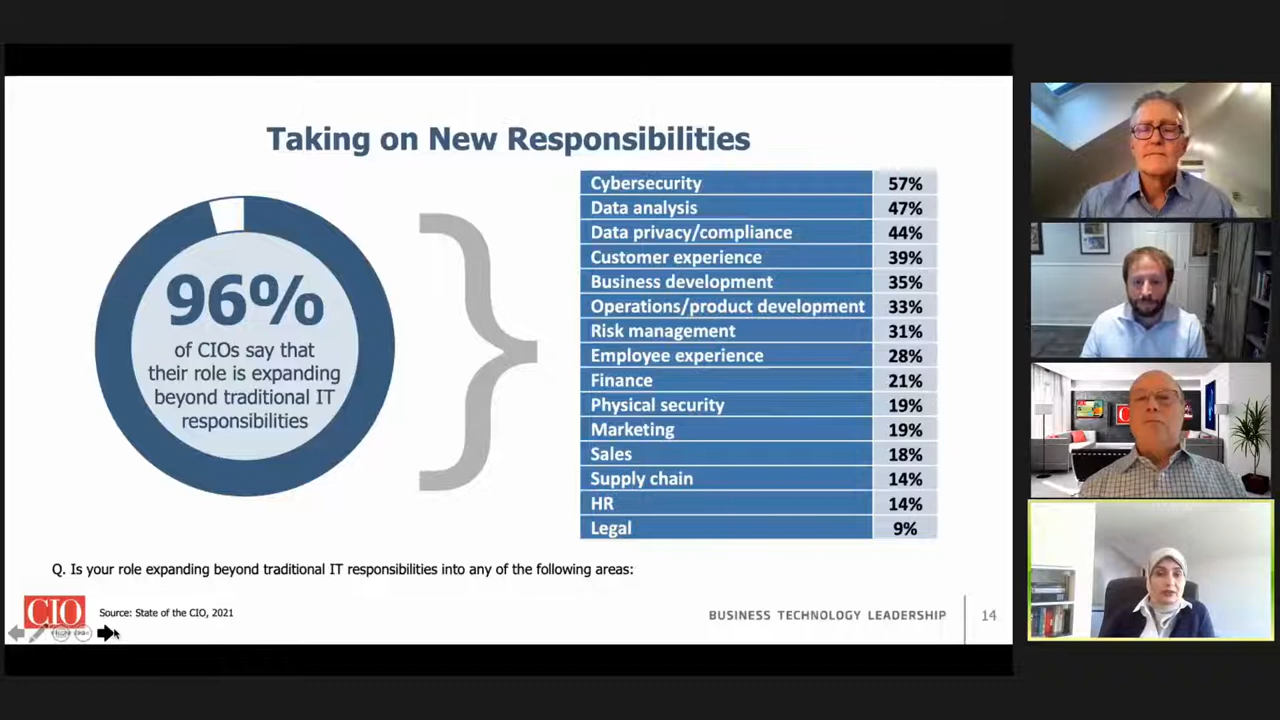 Taking on New Responsibilities
96%
of CIOs say that
their role is expanding
beyond traditional IT
responsibilities
Cybersecurity 57%
Data analysis 47%
Data privacy/compliance 44%
Customer experience 39%
Business development 35%
Operations/product development 33%
Risk management 31%
Employee experience 28%
Finance 21%
Physical security 19%
Marketing 19%
Sales 18%
Supply chain 14%
HR 14%
Legal 9%
Q. Is your role expanding beyond traditional IT responsibilities into any of the following areas:
CIO
Source: State of the CIO, 2021
BUSINESS TECHNOLOGY LEADERSHIP 14